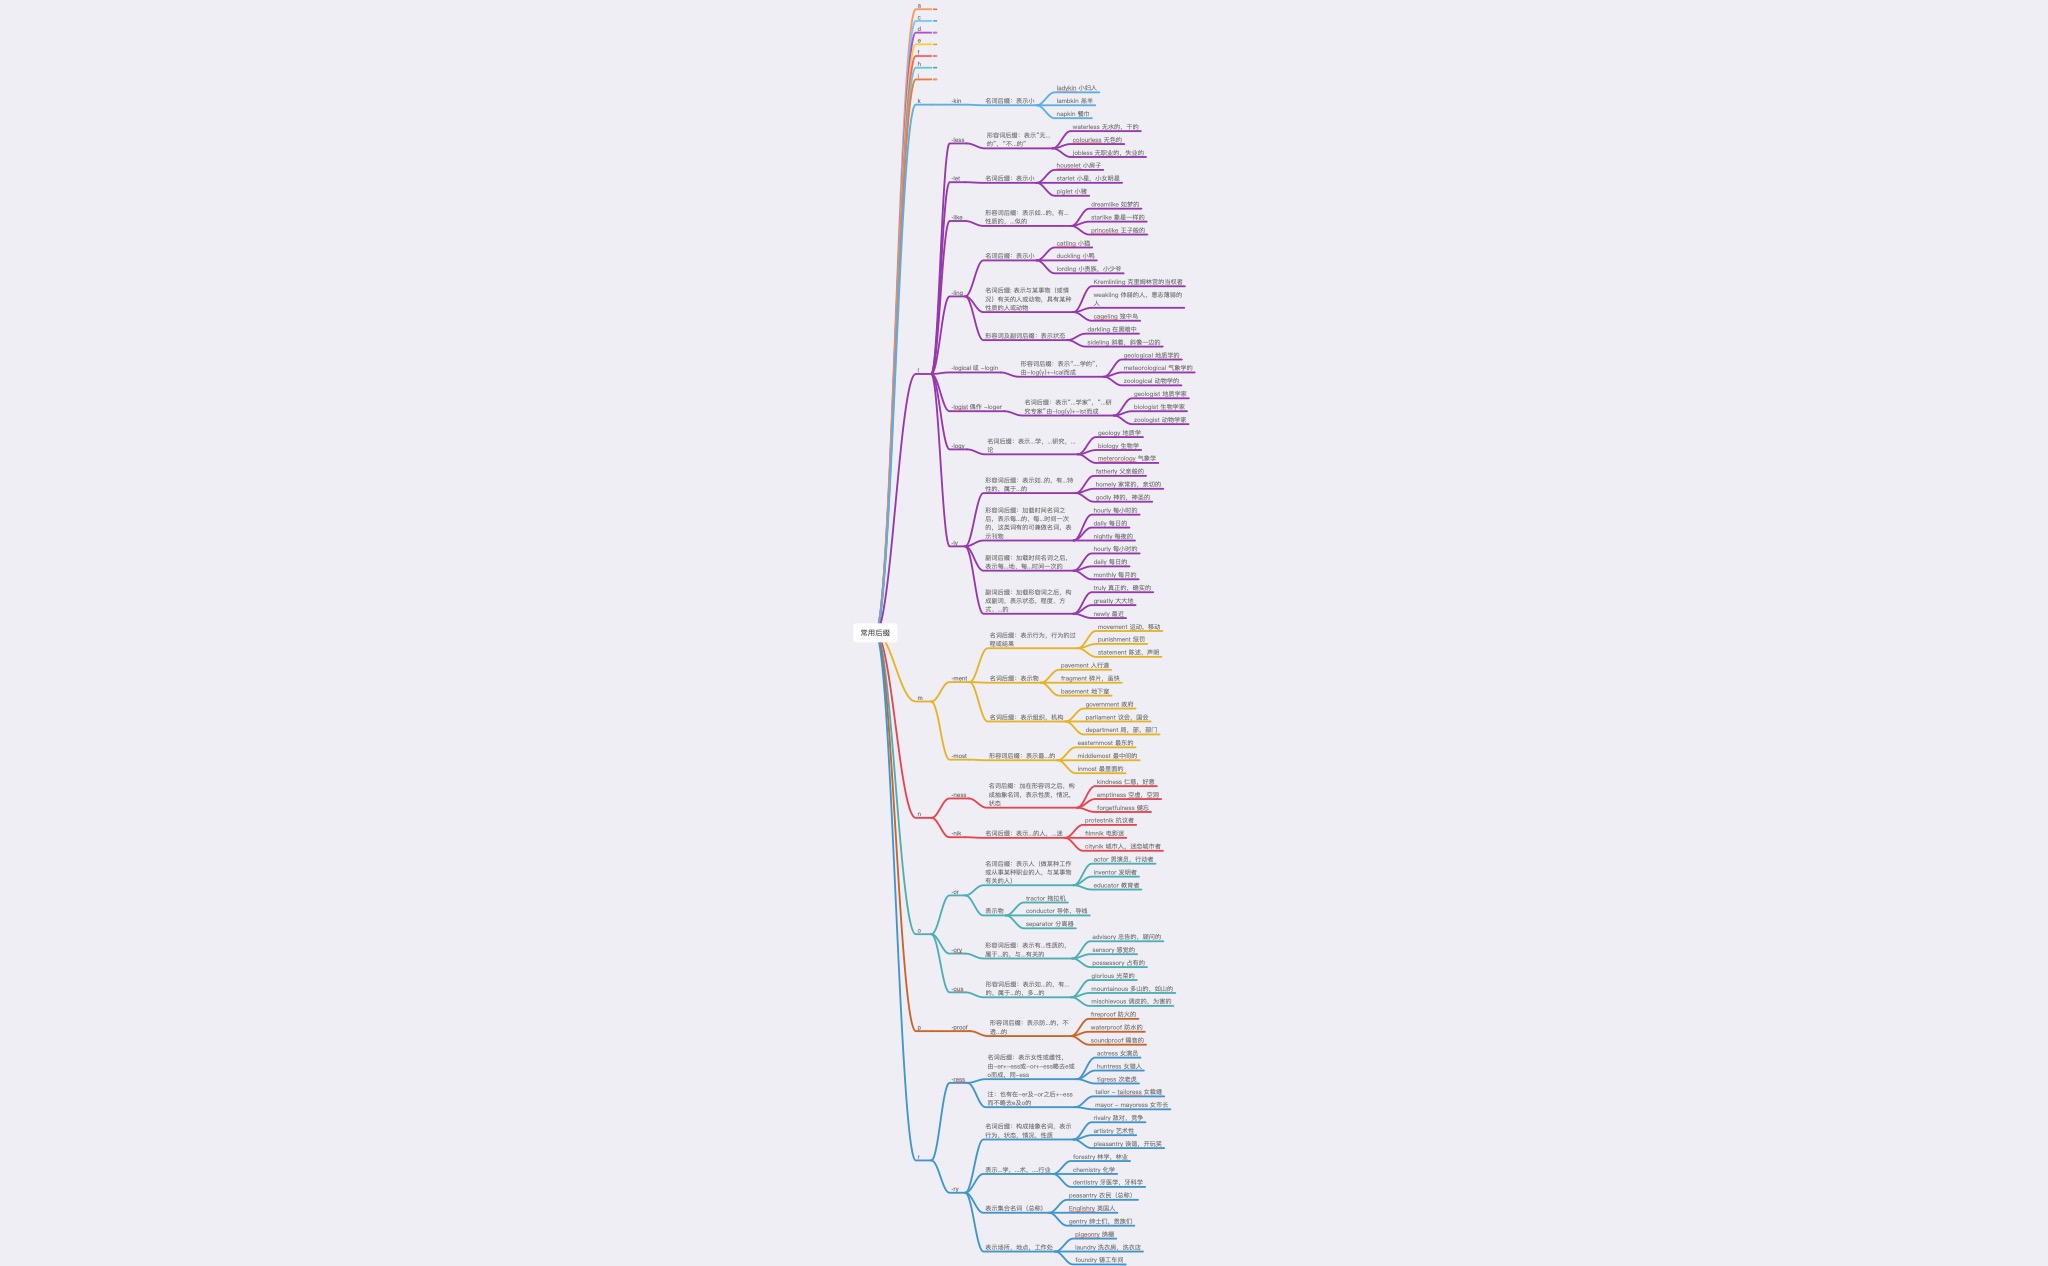 常用后缀
a
c
d
e
f
h
i
k
-kin
名词后缀：表示小
ladykin 小妇人
lambkin 羔羊
napkin 餐巾
l
-less
形容词后缀：表示“无...
的”，“不...的”
waterless 无水的，干的
colourless 无色的
jobless 无职业的，失业的
-let
名词后缀：表示小
houselet 小房子
starlet 小星，小女明星
piglet 小猪
-like
形容词后缀：表示如...的，有...
性质的，...似的
dreamlike 如梦的
starlike 象星一样的
princelike 王子般的
-ling
名词后缀：表示小
catling 小猫
duckling 小鸭
lording 小贵族，小少爷
名词后缀: 表示与某事物（或情
况）有关的人或动物，具有某种
性质的人或动物
Kremlinling 克里姆林宫的当权者
weakling 体弱的人，意志薄弱的
人
cageling 笼中鸟
形容词及副词后缀：表示状态
darkling 在黑暗中
sideling 斜着，斜像一边的
-logical 或 -login
形容词后缀：表示“....学的”，
由-log(y)+-ical而成
geological 地质学的
meteorological 气象学的
zoological 动物学的
-logist 偶作 -loger
名词后缀：表示“...学家”，“...研
究专家”由-log(y)+-ist而成
geologist 地质学家
biologist 生物学家
zoologist 动物学家
-logy
名词后缀：表示...学，...研究，...
论
geology 地质学
biology 生物学
meterorology 气象学
-ly
形容词后缀：表示如...的，有...特
性的，属于...的
fatherly 父亲般的
homely 家常的，亲切的
godly 神的，神圣的
形容词后缀：加载时间名词之
后，表示每...的，每...时间一次
的，这类词有的可兼做名词，表
示刊物
hourly 每小时的
daily 每日的
nightly 每夜的
副词后缀：加载时间名词之后，
表示每...地，每...时间一次的
hourly 每小时的
daily 每日的
monthly 每月的
副词后缀：加载形容词之后，构
成副词，表示状态，程度，方
式，...的
truly 真正的，确实的
greatly 大大地
newly 最近
m
-ment
名词后缀：表示行为，行为的过
程或结果
movement 运动，移动
punishment 惩罚
statement 陈述，声明
名词后缀：表示物
pavement 人行道
fragment 碎片，虽快
basement 地下室
名词后缀：表示组织，机构
government 政府
parliament 议会，国会
department 局，部，部门
-most
形容词后缀：表示最...的
easternmost 最东的
middlemost 最中间的
inmost 最里面的
n
-ness
名词后缀：加在形容词之后，构
成抽象名词，表示性质，情况，
状态
kindness 仁慈，好意
emptiness 空虚，空洞
forgetfulness 健忘
-nik
名词后缀：表示...的人，...迷
protestnik 抗议者
filmnik 电影迷
citynik 城市人，迷恋城市者
o
-or
名词后缀：表示人（做某种工作
或从事某种职业的人，与某事物
有关的人）
actor 男演员，行动者
inventor 发明者
educator 教育者
表示物
tractor 拖拉机
conductor 导体，导线
separator 分离器
-ory
形容词后缀：表示有...性质的，
属于...的，与...有关的
advisory 忠告的，顾问的
sensory 感觉的
possessory 占有的
-ous
形容词后缀：表示如...的，有...
的，属于...的，多...的
glorious 光荣的
mountainous 多山的，如山的
mischievous 调皮的，为害的
p
-proof
形容词后缀：表示防...的，不
透...的
fireproof 防火的
waterproof 防水的
soundproof 隔音的
r
-ress
名词后缀：表示女性或雌性，
由-er+-ess或-or+-ess略去e或
o而成，同-ess
actress 女演员
huntress 女猎人
tigress 次老虎
注：也有在-er及-or之后+-ess
而不略去e及o的
tailor - tailoress 女裁缝
mayor - mayoress 女市长
-ry
名词后缀：构成抽象名词，表示
行为，状态，情况，性质
rivalry 敌对，竞争
artistry 艺术性
pleasantry 诙谐，开玩笑
表示...学，...术，....行业
forestry 林学，林业
chemistry 化学
dentistry 牙医学，牙科学
表示集合名词（总称）
peasantry 农民（总称）
Englishry 英国人
gentry 绅士们，贵族们
表示场所，地点，工作处
pigeonry 鸽棚
laundry 洗衣房，洗衣店
foundry 铸工车间